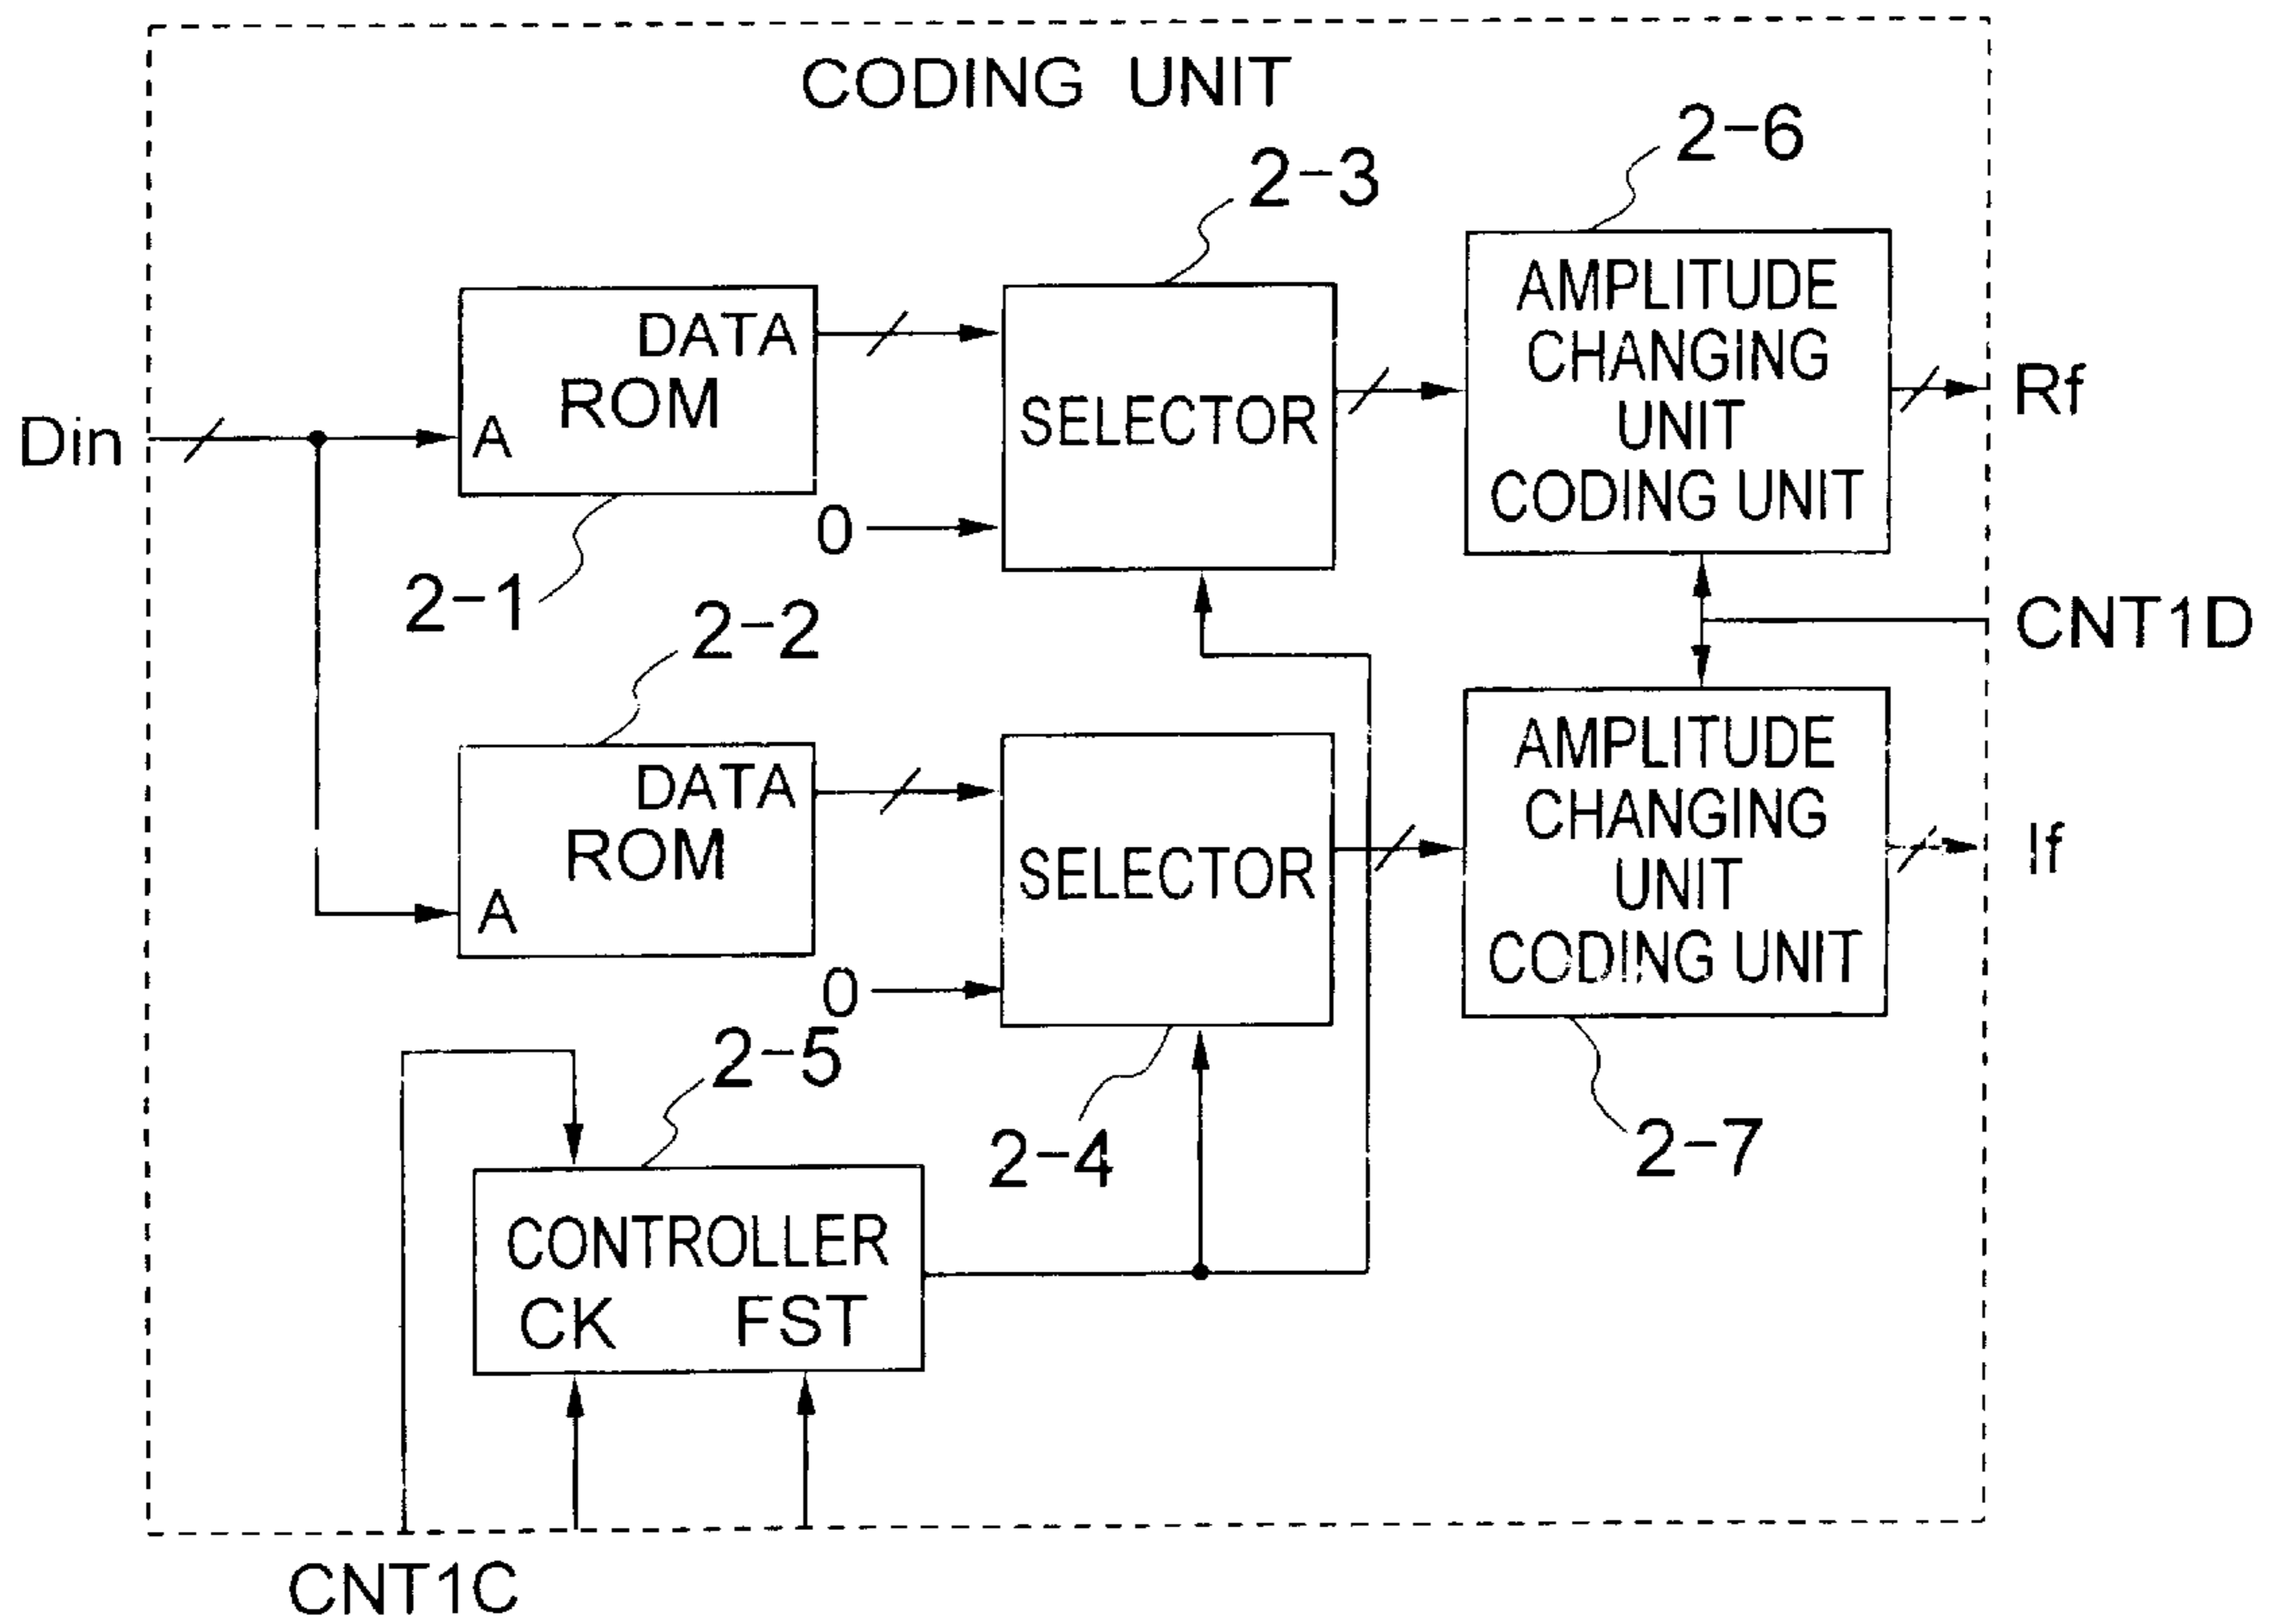 CODING UNIT
2-6
2-3
AMPLITUDE
CHANGING
UNIT
CODING UNIT
DATA
ROM
A
SELECTOR
Rf
Din
0
2-1
2-2
CNT1D
DATA
ROM
A
SELECTOR
AMPLITUDE
CHANGING
UNIT
CODING UNIT
If
0
2-5
2-4
2-7
CONTROLLER
CK FST
CNT1C